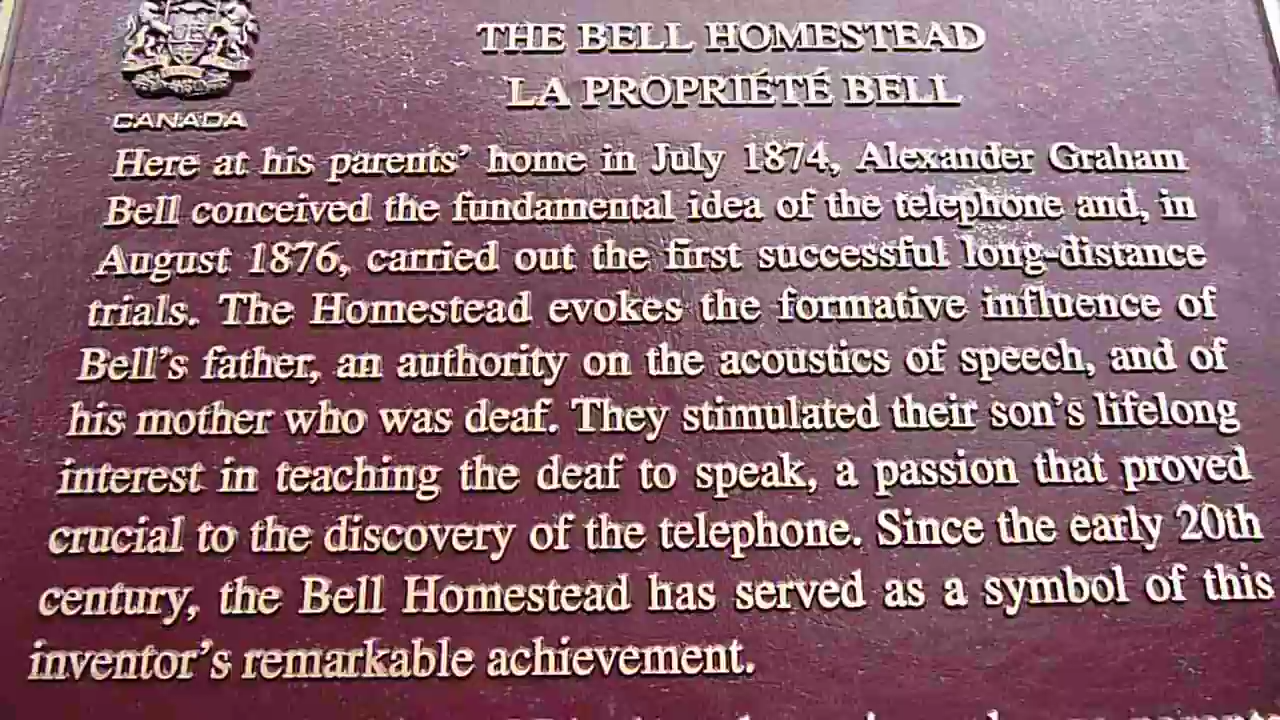 THE BELL HOMESTEAD
LA PROPRIÉTÉ BELL
CANADA
Here at his parents' home in July 1874, Alexander Graham
Bell conceived the fundamental idea of the telephone and, in
August 1876, carried out the first successful long-distance
trials. The Homestead evokes the formative influence of
Bell's father, an authority on the acoustics of speech, and of
his mother who was deaf. They stimulated their son's lifelong
interest in teaching the deaf to speak, a passion that proved
crucial to the discovery of the telephone. Since the early 20th
century, the Bell Homestead has served as a symbol of this
inventor's remarkable achievement.